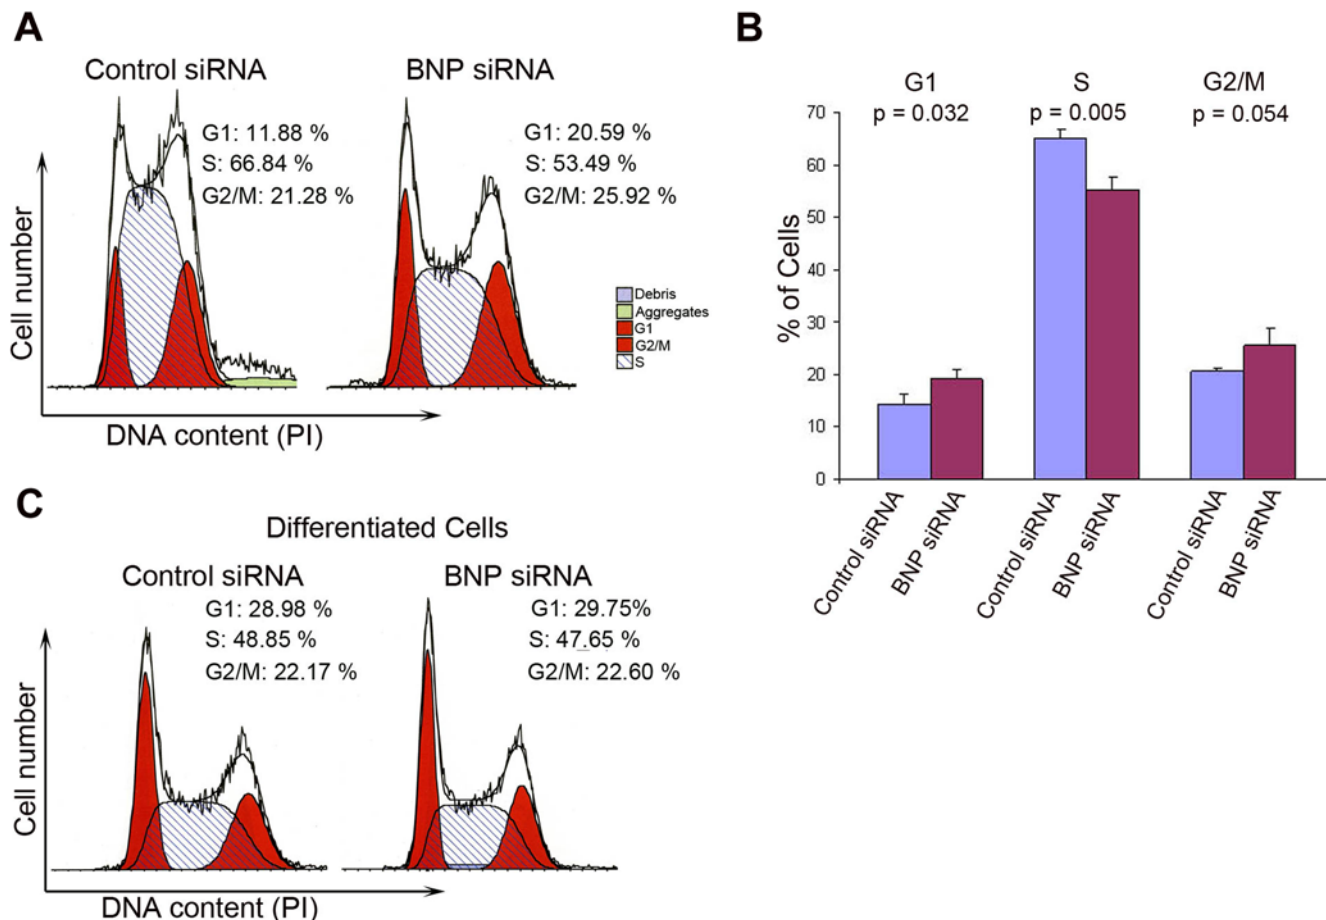 A
Control siRNA
G1: 11.88 %
S: 66.84 %
G2/M: 21.28 %
BNP siRNA
G1: 20.59 %
S: 53.49 %
G2/M: 25.92 %
Cell number
DNA content (PI)
Debris
Aggregates
G1
G2/M
S
B
G1
p = 0.032
S
p = 0.005
G2/M
p = 0.054
% of Cells
70
60
50
40
30
20
10
0
Control siRNA
BNP siRNA
Control siRNA
BNP siRNA
Control siRNA
BNP siRNA
C
Differentiated Cells
Control siRNA
G1: 28.98 %
S: 48.85 %
G2/M: 22.17 %
BNP siRNA
G1: 29.75%
S: 47.65 %
G2/M: 22.60 %
Cell number
DNA content (PI)